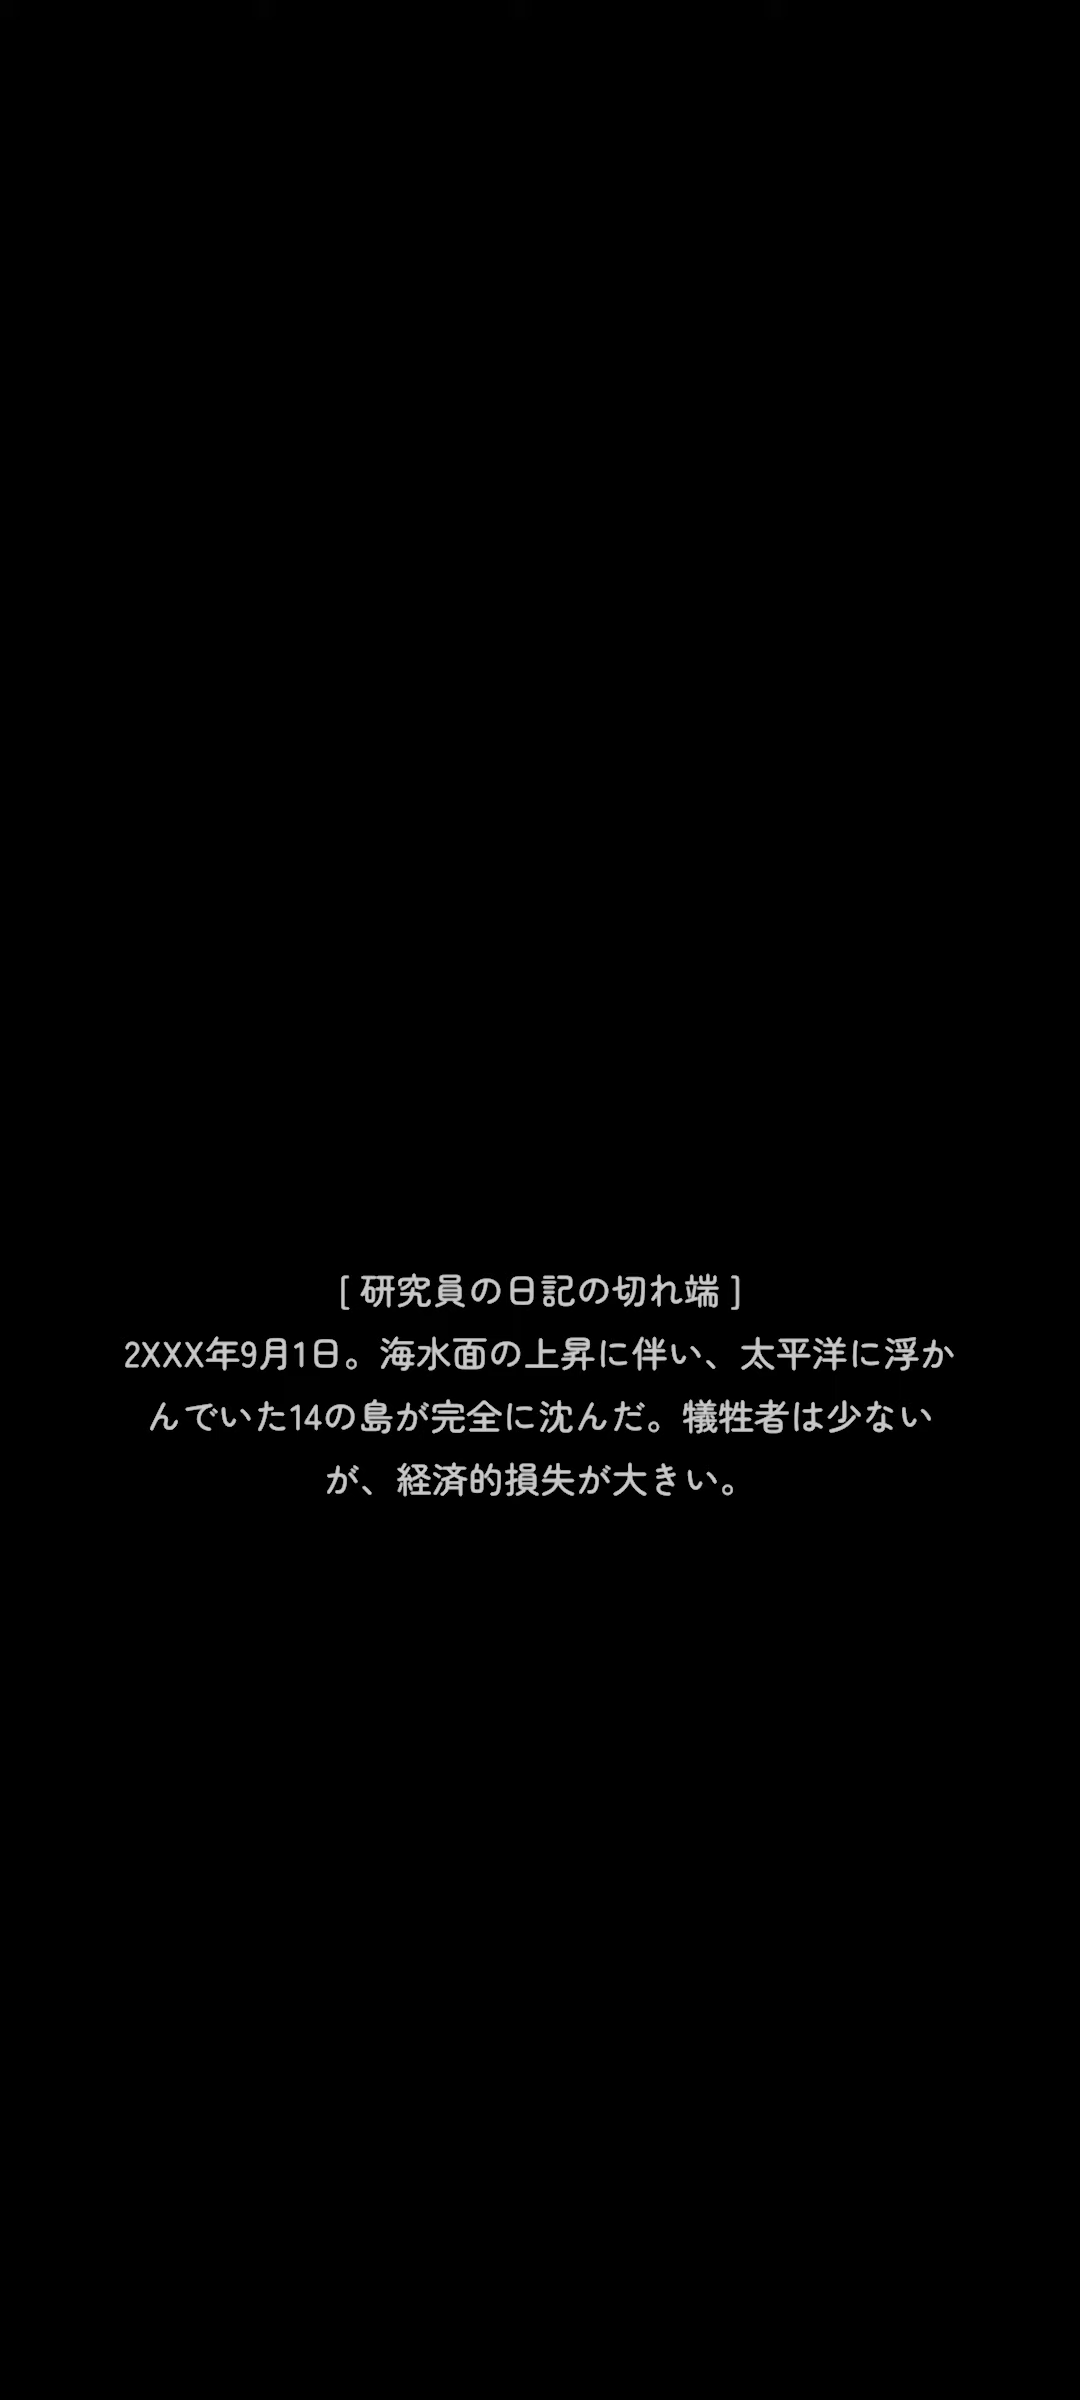 [ 研究員の日記の切れ端 ]
2XXX年9月1日。海水面の上昇に伴い、太平洋に浮か
んでいた14の島が完全に沈んだ。犠牲者は少ない
が、経済的損失が大きい。